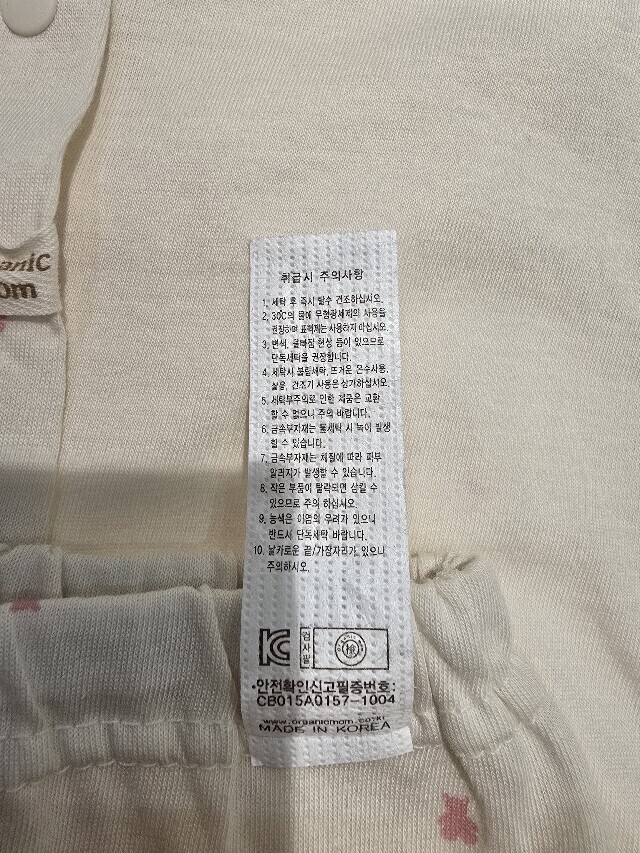 anic
om
취급시 주의사항
1. 세탁 후 즉시 탈수 건조하십시오.
2. 30℃의 물에 무형광세제의 사용을
권장하며 표백제는 사용하지 마십시오.
3. 변색, 물빠짐 현상 등이 있으므로
단독세탁을 권장합니다.
4. 세탁시 불림세탁, 뜨거운 온수사용,
삶음, 건조기 사용은 삼가하십시오.
5. 세탁부주의로 인한 제품은 교환
할 수 없으니 주의 바랍니다.
6. 금속부자재는 물세탁 시 녹이 발생
할 수 있습니다.
7. 금속부자재는 체질에 따라 피부
알러지가 발생할 수 있습니다.
8. 작은 부품이 탈락되면 삼킬 수
있으므로 주의 하십시오.
9. 농색은 이염의 우려가 있으니
반드시 단독세탁 바랍니다.
10. 날카로운 끝/가장자리가 있으니
주의하십시오.
KC
검사필
檢
•안전확인신고필증번호:
CB015A0157-1004
www.organicmom.co.kr
MADE IN KOREA